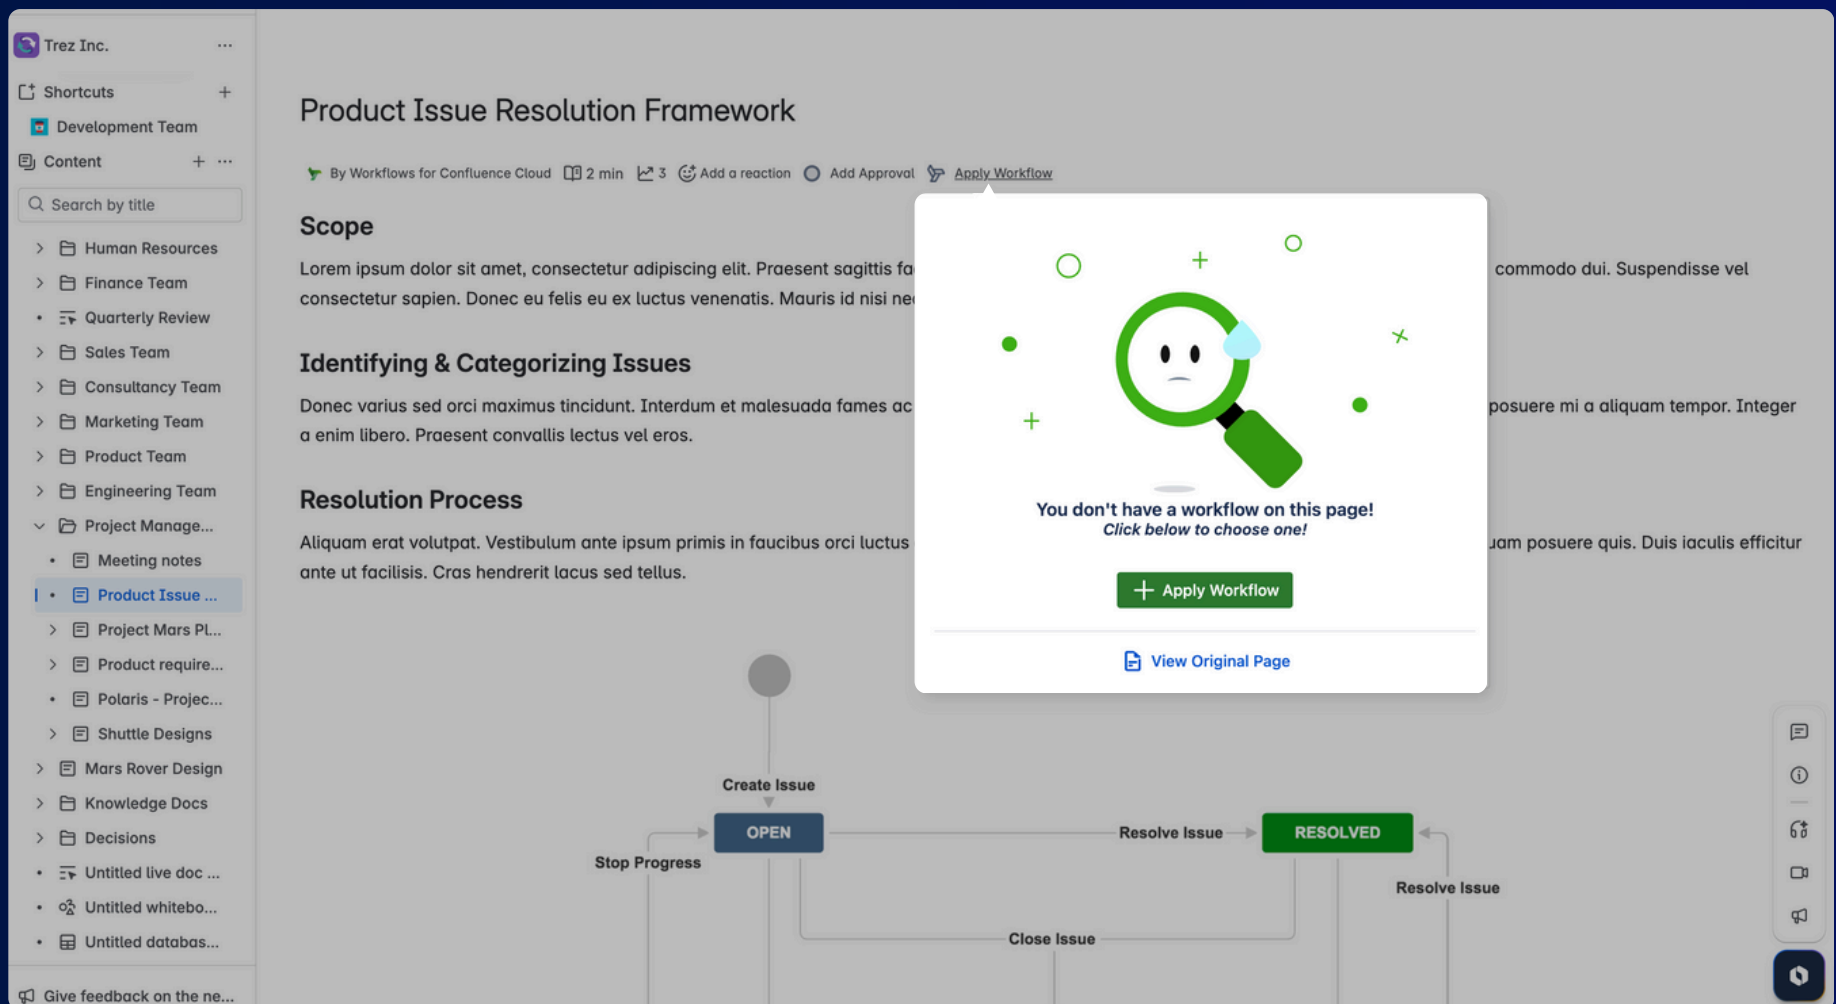 Trez Inc.
Shortcuts
Development Team
Content
Search by title
Human Resources
Finance Team
Quarterly Review
Sales Team
Consultancy Team
Marketing Team
Product Team
Engineering Team
Project Manage...
Meeting notes
Product Issue ...
Project Mars Pl...
Product require...
Polaris - Projec...
Shuttle Designs
Mars Rover Design
Knowledge Docs
Decisions
Untitled live doc ...
Untitled whitebo...
Untitled databas...
Give feedback on the ne...
Product Issue Resolution Framework
By Workflows for Confluence Cloud 2 min 3 Add a reaction Add Approval Apply Workflow
Scope
Lorem ipsum dolor sit amet, consectetur adipiscing elit. Praesent sagittis commodo dui. Suspendisse vel
consectetur sapien. Donec eu felis eu ex luctus venenatis. Mauris id nisi
Identifying & Categorizing Issues
Donec varius sed orci maximus tincidunt. Interdum et malesuada fames ac posuere mi a aliquam tempor. Integer
a enim libero. Praesent convallis lectus vel eros.
Resolution Process
Aliquam erat volutpat. Vestibulum ante ipsum primis in faucibus orci luctus posuere quis. Duis iaculis efficitur
ante ut facilisis. Cras hendrerit lacus sed tellus.
You don't have a workflow on this page!
Click below to choose one!
Apply Workflow
View Original Page
Create Issue
OPEN
Resolve Issue
RESOLVED
Stop Progress
Resolve Issue
Close Issue